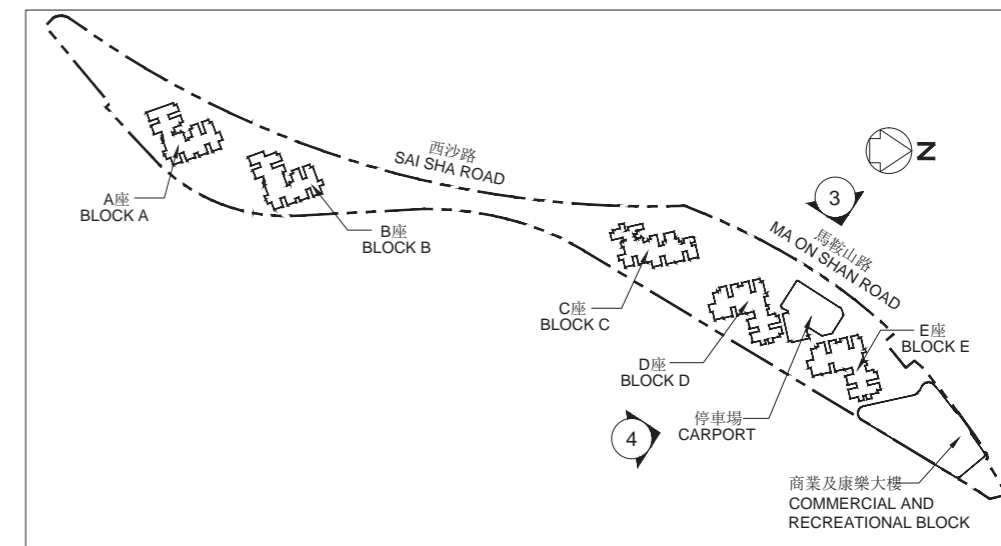 西沙路
SAI SHA ROAD
N
3
馬鞍山路
MA ON SHAN ROAD
A座
BLOCK A
B座
BLOCK B
C座
BLOCK C
D座
BLOCK D
E座
BLOCK E
停車場
CARPORT
4
商業及康樂大樓
COMMERCIAL AND
RECREATIONAL BLOCK